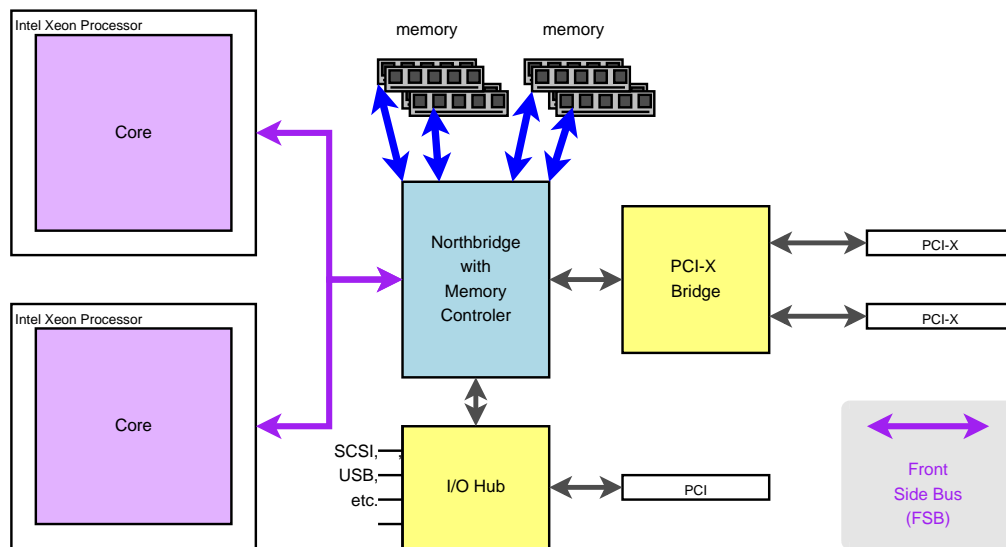 Intel Xeon Processor
Core
memory
memory
Northbridge
with
Memory
Controler
PCI-X
Bridge
PCI-X
PCI-X
Intel Xeon Processor
Core
SCSI, ,
USB,
etc.
I/O Hub
PCI
Front
Side Bus
(FSB)